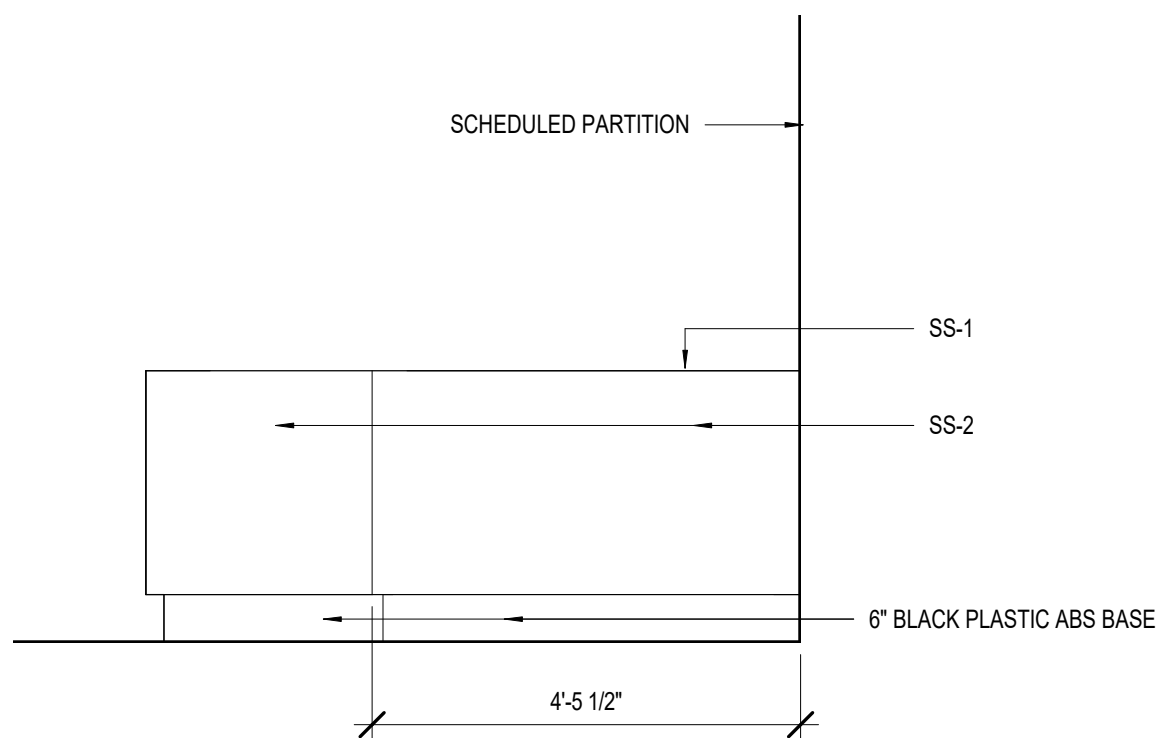 SCHEDULED PARTITION
SS-1
SS-2
6" BLACK PLASTIC ABS BASE
4'-5 1/2"